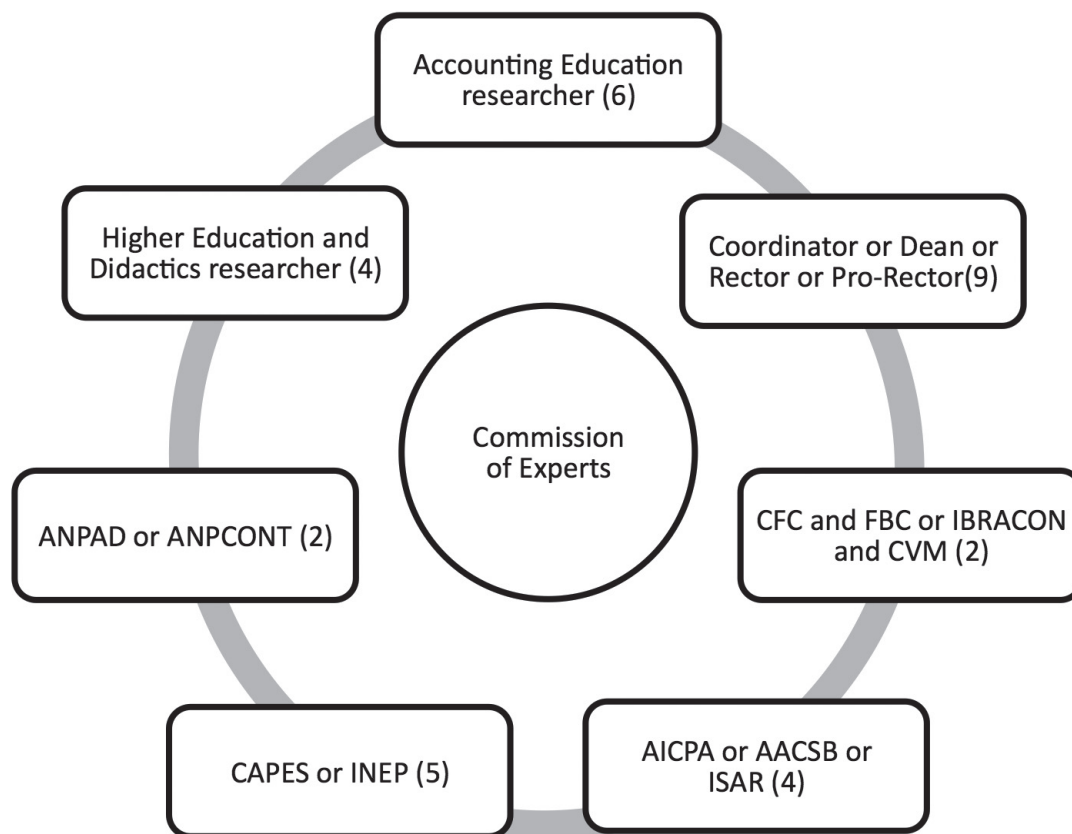 Accounting Education
researcher (6)
Higher Education and
Didactics researcher (4)
Coordinator or Dean or
Rector or Pro-Rector(9)
Commission
of Experts
ANPAD or ANPCONT (2)
CFC and FBC or IBRACON
and CVM (2)
CAPES or INEP (5)
AICPA or AACSB or
ISAR (4)